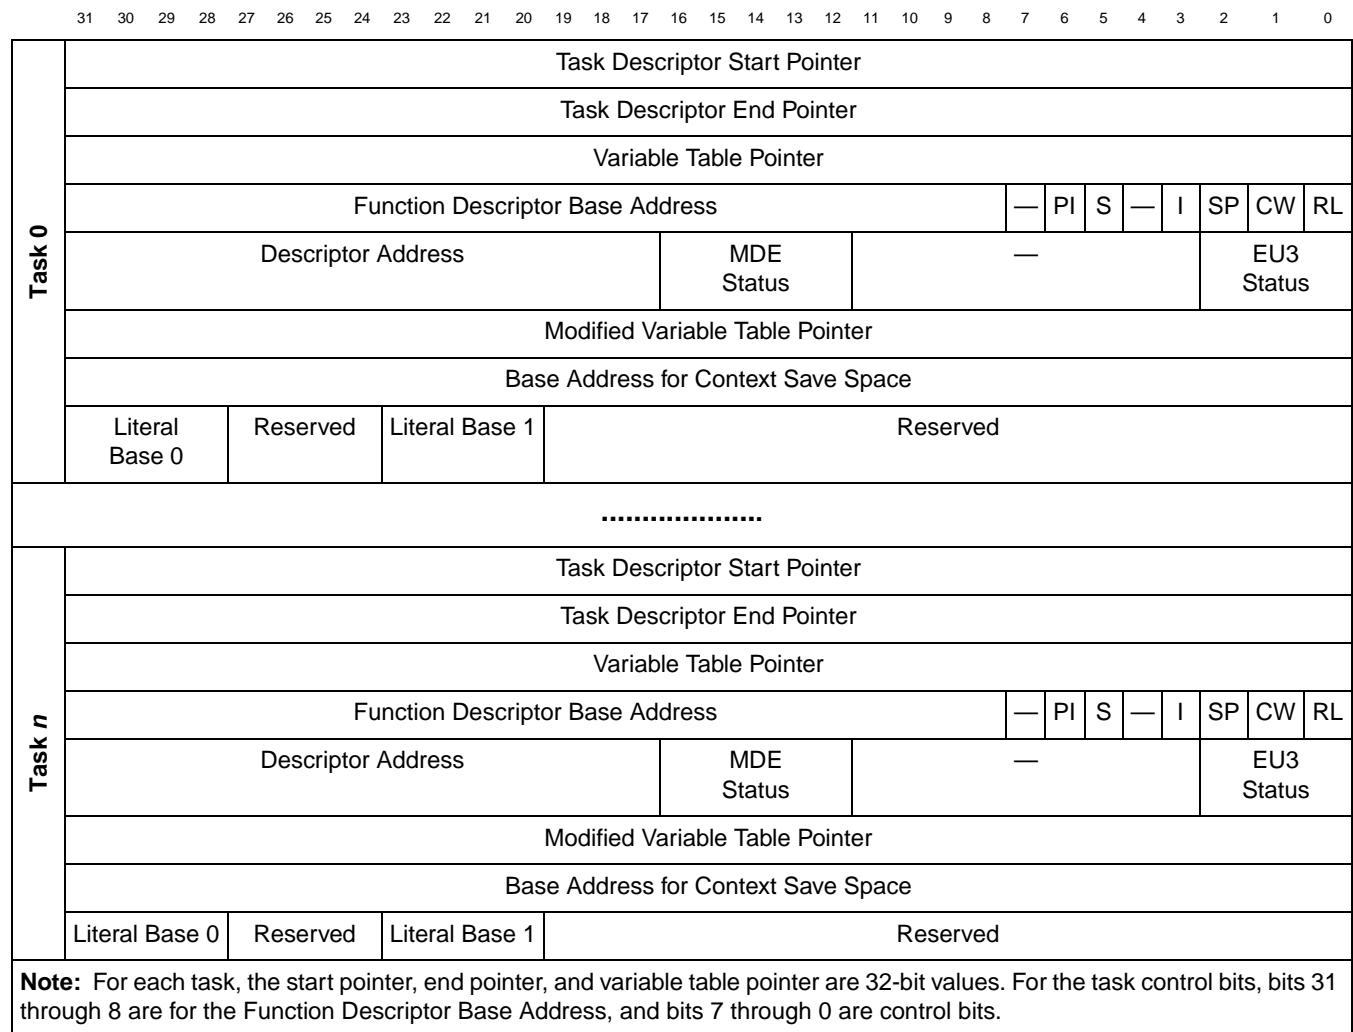 31 30 29 28 27 26 25 24 23 22 21 20 19 18 17 16 15 14 13 12 11 10 9 8 7 6 5 4 3 2 1 0
Task 0
Task Descriptor Start Pointer
Task Descriptor End Pointer
Variable Table Pointer
Function Descriptor Base Address — PI S — I SP CW RL
Descriptor Address MDE — EU3
Status Status
Modified Variable Table Pointer
Base Address for Context Save Space
Literal Reserved Literal Base 1 Reserved
Base 0
....................
Task n
Task Descriptor Start Pointer
Task Descriptor End Pointer
Variable Table Pointer
Function Descriptor Base Address — PI S — I SP CW RL
Descriptor Address MDE — EU3
Status Status
Modified Variable Table Pointer
Base Address for Context Save Space
Literal Base 0 Reserved Literal Base 1 Reserved
Note: For each task, the start pointer, end pointer, and variable table pointer are 32-bit values. For the task control bits, bits 31
through 8 are for the Function Descriptor Base Address, and bits 7 through 0 are control bits.